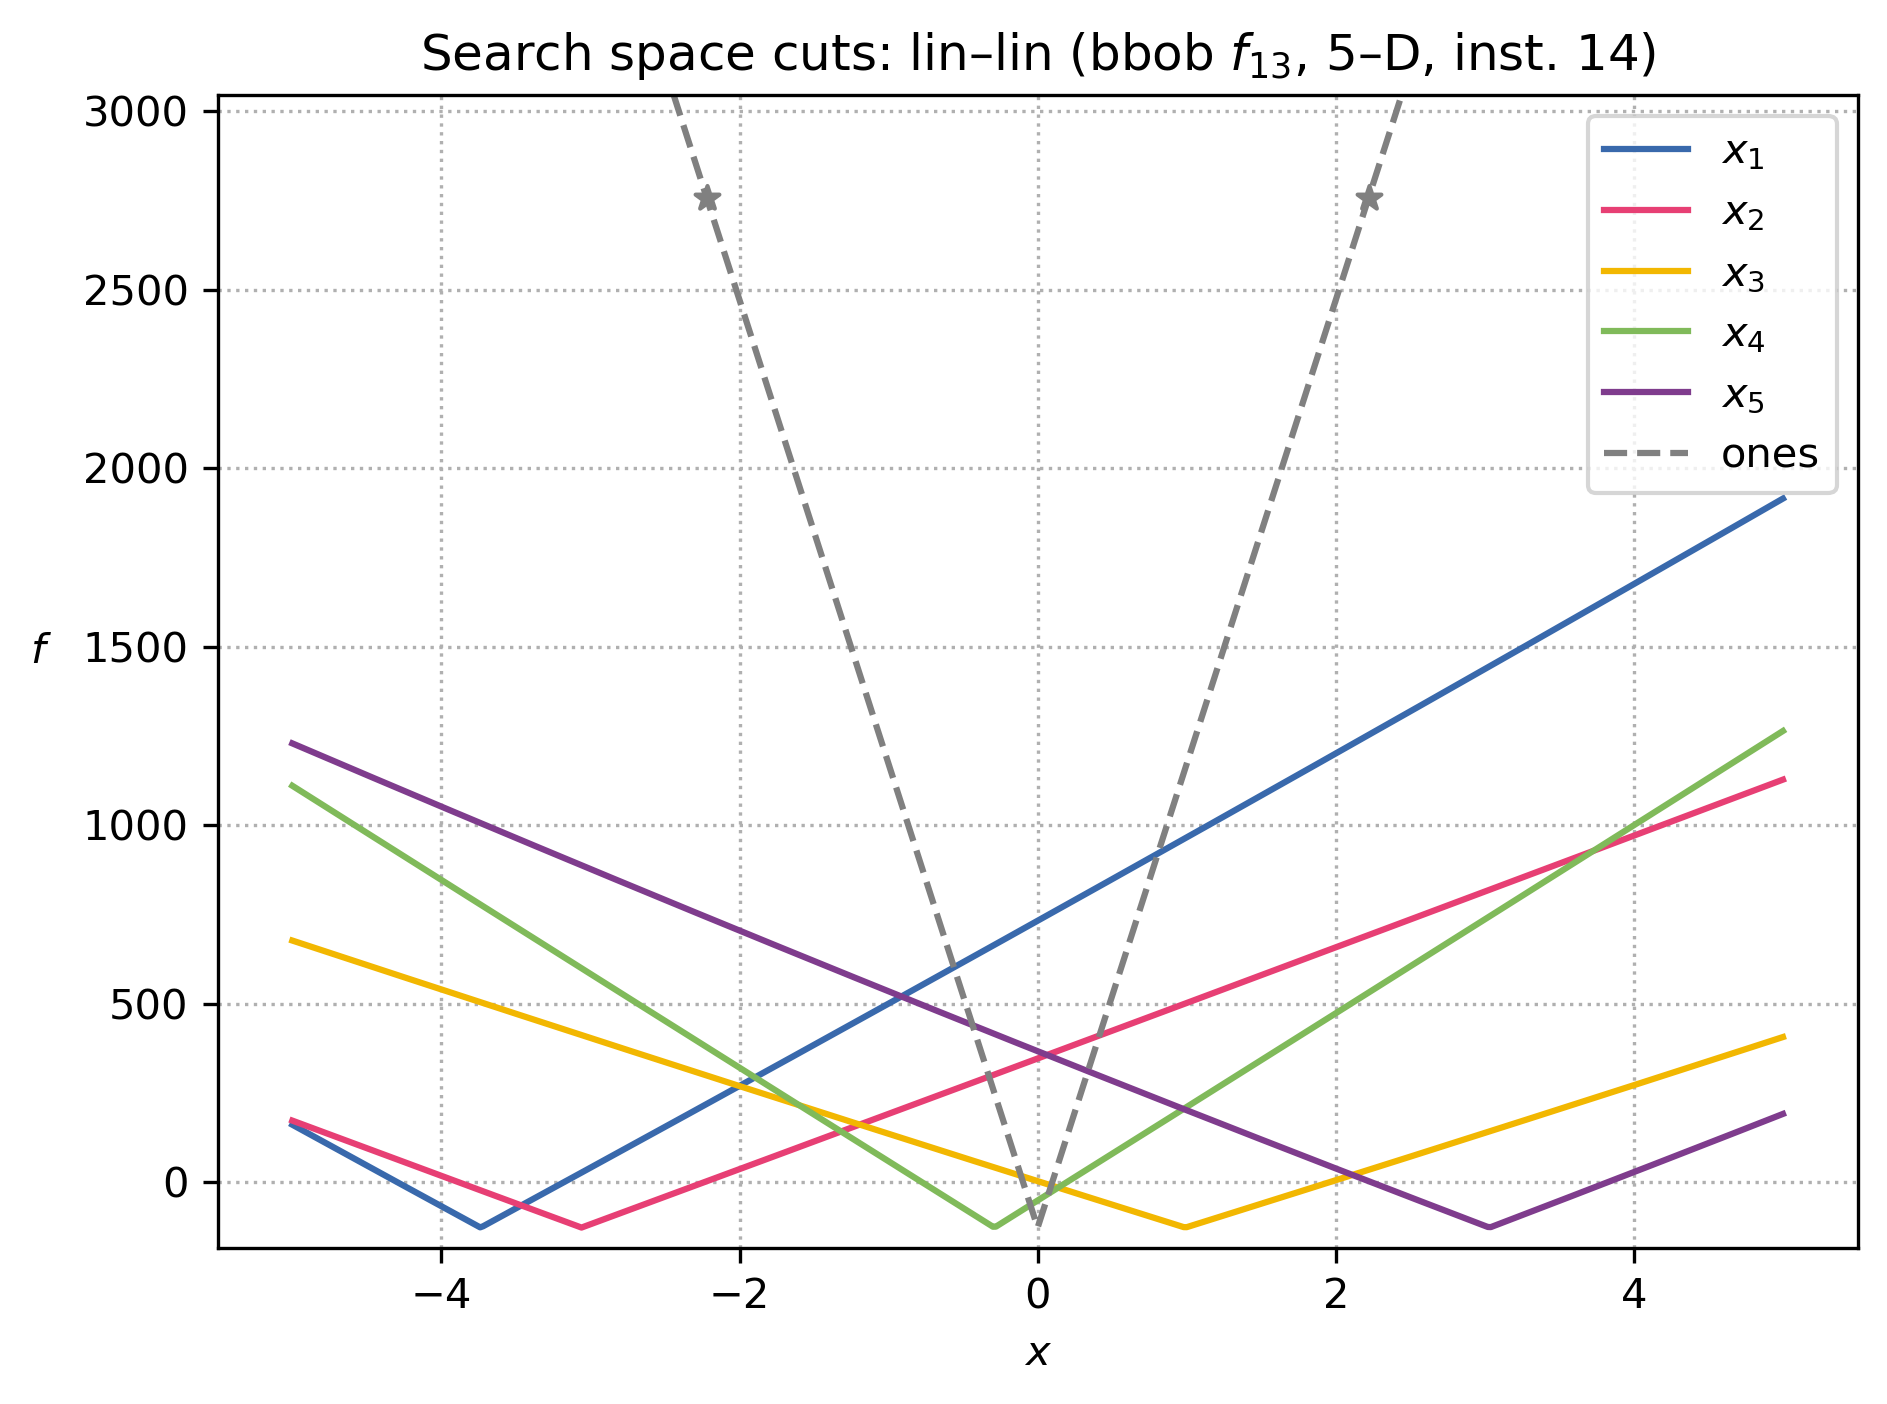 Search space cuts: lin–lin (bbob f₁₃, 5–D, inst. 14)
3000
2500
2000
1500
1000
500
0
f
x₁
x₂
x₃
x₄
x₅
ones
−4
−2
0
2
4
x